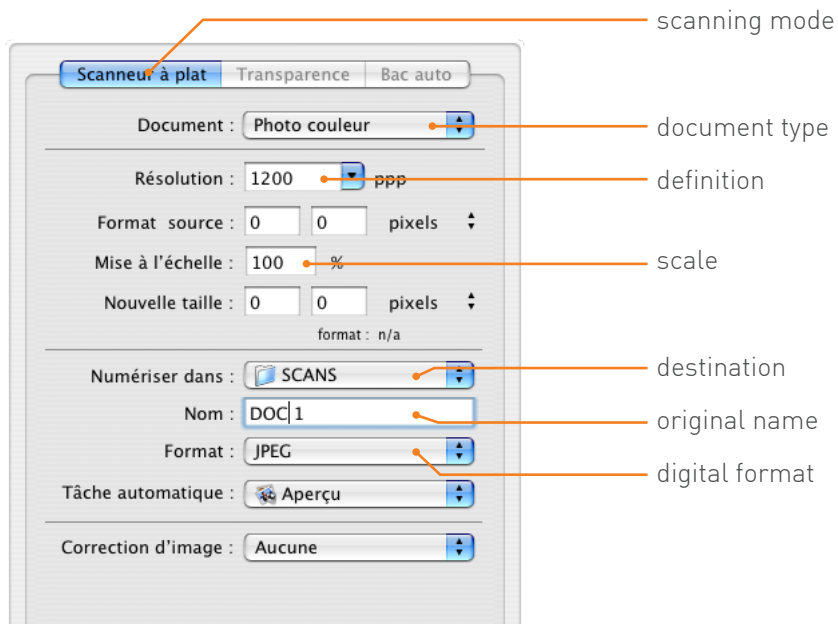 scanning mode
Scanneur à plat Transparence Bac auto
Document : Photo couleur document type
Résolution : 1200 ppp definition
Format source : 0 0 pixels
Mise à l'échelle : 100 % scale
Nouvelle taille : 0 0 pixels
format : n/a
Numériser dans : SCANS destination
Nom : DOC 1 original name
Format : JPEG digital format
Tâche automatique : Aperçu
Correction d'image : Aucune